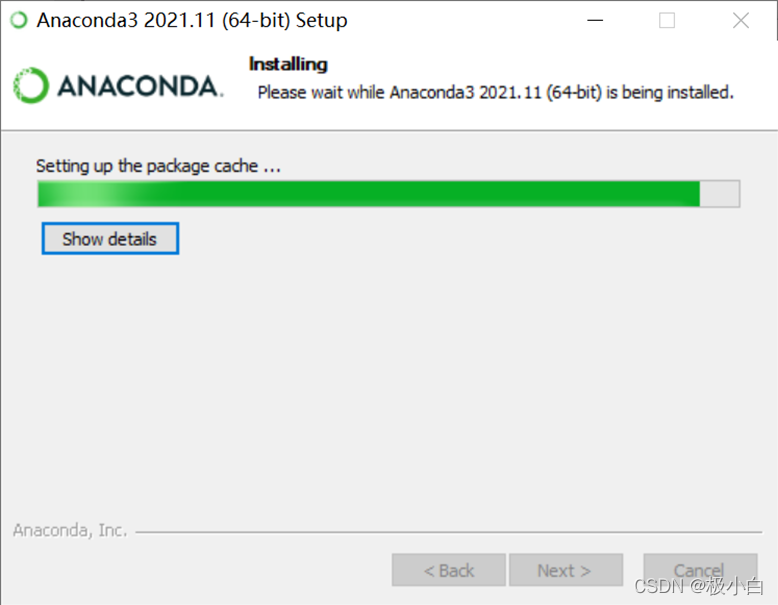 Anaconda3 2021.11 (64-bit) Setup
ANACONDA.
Installing
Please wait while Anaconda3 2021.11 (64-bit) is being installed.
Setting up the package cache ...
Show details
Anaconda, Inc.
< Back
Next >
Cancel
CSDN @极小白